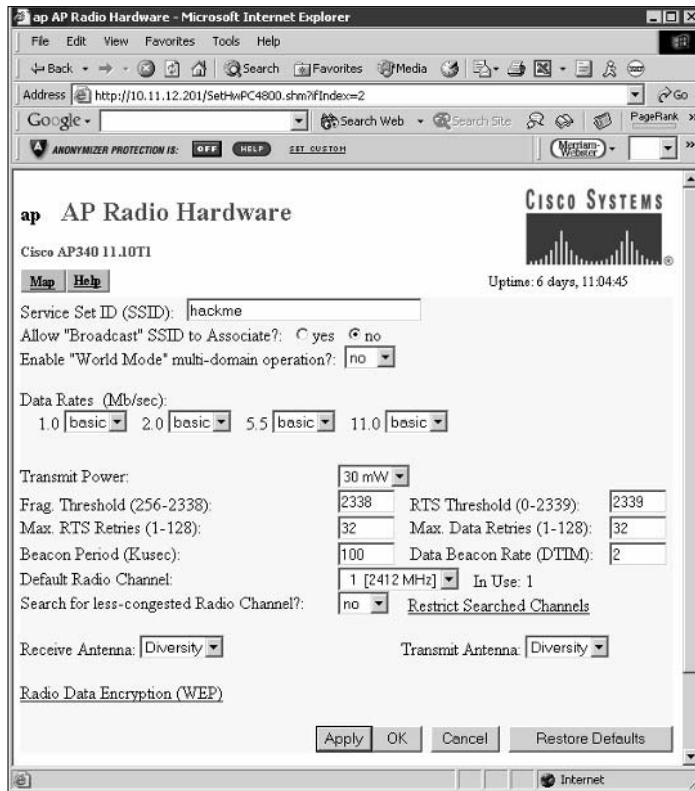 ap AP Radio Hardware - Microsoft Internet Explorer
File Edit View Favorites Tools Help
Back Search Favorites Media
Address http://10.11.12.201/SetHWPC4800.shm?ifIndex=2 Go
Google Search Web Search Site PageRank »
ANONYMIZER PROTECTION IS: OFF HELP SET CUSTOM Merriam-Webster »
ap AP Radio Hardware
CISCO SYSTEMS
Cisco AP340 11.10T1
Map Help Uptime: 6 days, 11:04:45
Service Set ID (SSID): hackme
Allow "Broadcast" SSID to Associate?: yes no
Enable "World Mode" multi-domain operation?: no
Data Rates (Mb/sec):
1.0 basic 2.0 basic 5.5 basic 11.0 basic
Transmit Power: 30 mW
Frag. Threshold (256-2338): 2338 RTS Threshold (0-2339): 2339
Max. RTS Retries (1-128): 32 Max. Data Retries (1-128): 32
Beacon Period (Kusec): 100 Data Beacon Rate (DTIM): 2
Default Radio Channel: 1 [2412 MHz] In Use: 1
Search for less-congested Radio Channel?: no Restrict Searched Channels
Receive Antenna: Diversity Transmit Antenna: Diversity
Radio Data Encryption (WEP)
Apply OK Cancel Restore Defaults
Internet